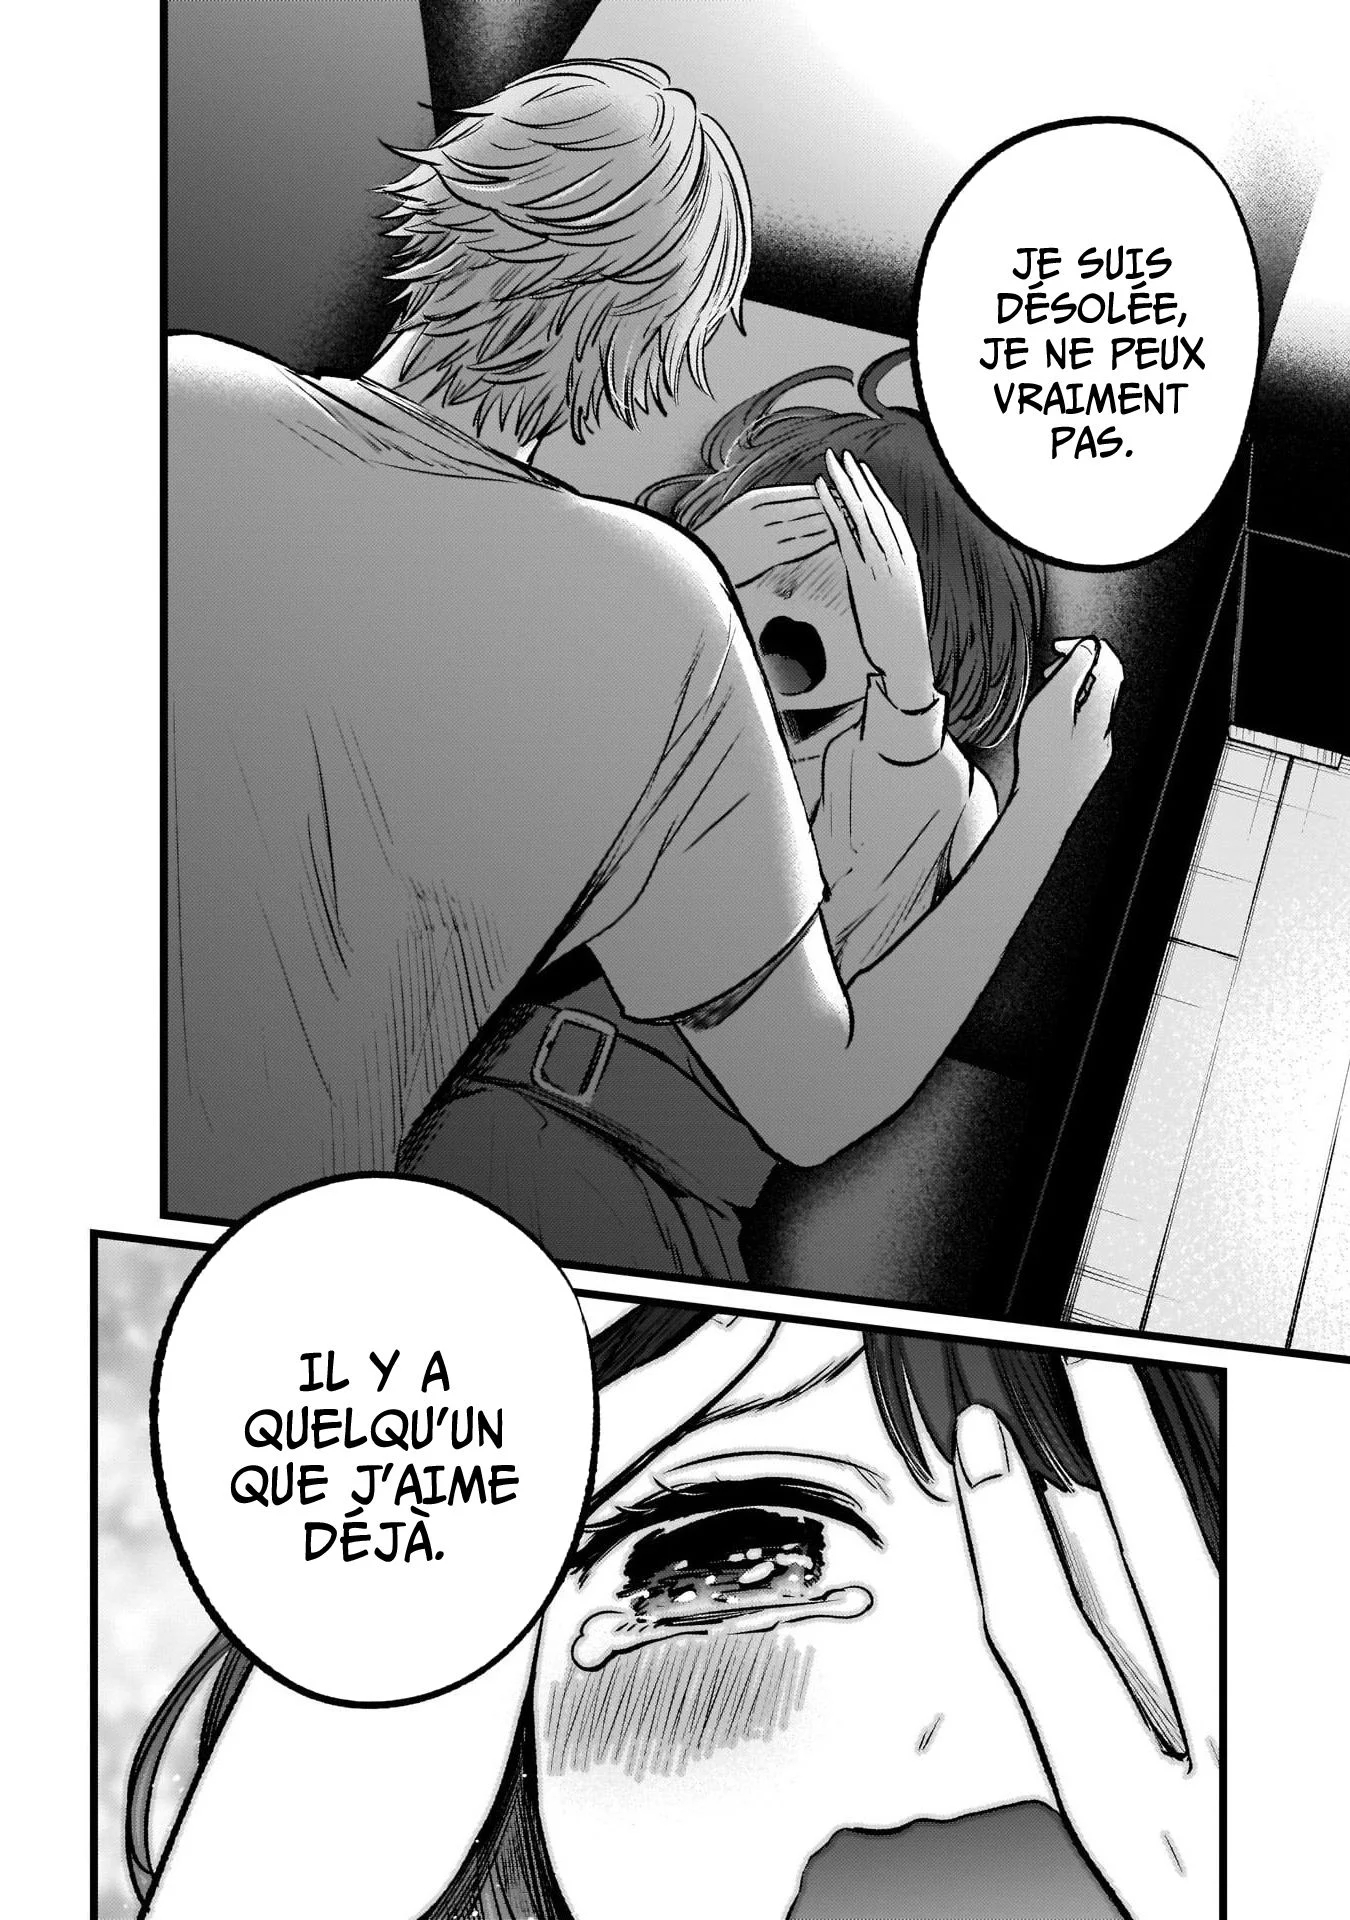 JE SUIS
DÉSOLÉE,
JE NE PEUX
VRAIMENT
PAS.
IL Y A
QUELQU'UN
QUE J'AIME
DÉJÀ.